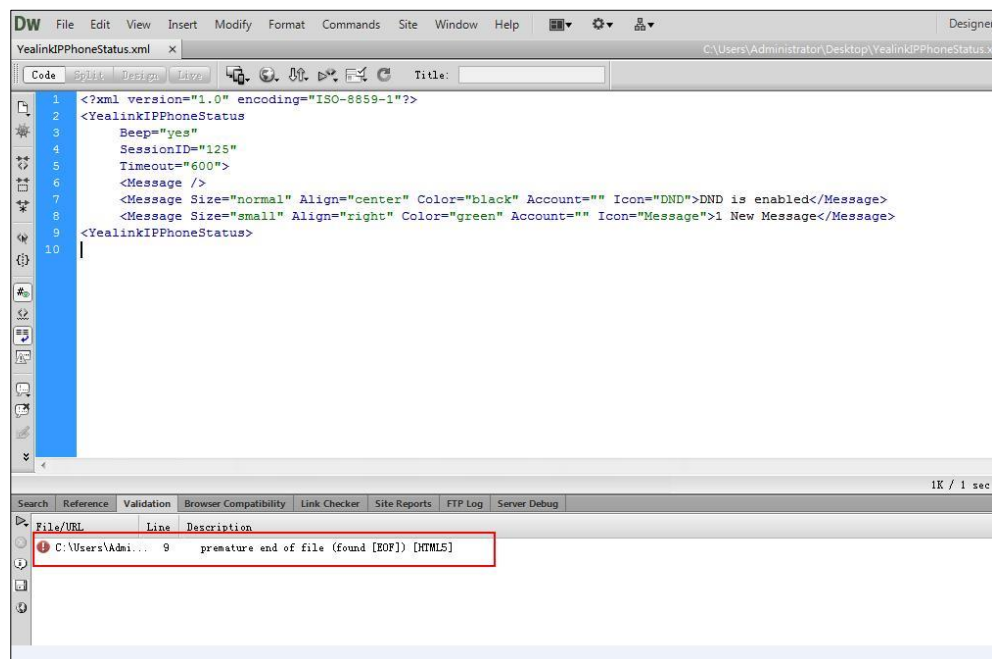 DW File Edit View Insert Modify Format Commands Site Window Help Designer
YealinkIPPhoneStatus.xml × C:\Users\Administrator\Desktop\YealinkIPPhoneStatus.x
Code Split Design Live Title:
1 <?xml version="1.0" encoding="ISO-8859-1"?>
2 <YealinkIPPhoneStatus
3 Beep="yes"
4 SessionID="125"
5 Timeout="600">
6 <Message />
7 <Message Size="normal" Align="center" Color="black" Account="" Icon="DND">DND is enabled</Message>
8 <Message Size="small" Align="right" Color="green" Account="" Icon="Message">1 New Message</Message>
9 <YealinkIPPhoneStatus>
10
1K / 1 sec
Search Reference Validation Browser Compatibility Link Checker Site Reports FTP Log Server Debug
File/URL Line Description
C:\Users\Admi... 9 premature end of file (found [EOF]) [HTML5]